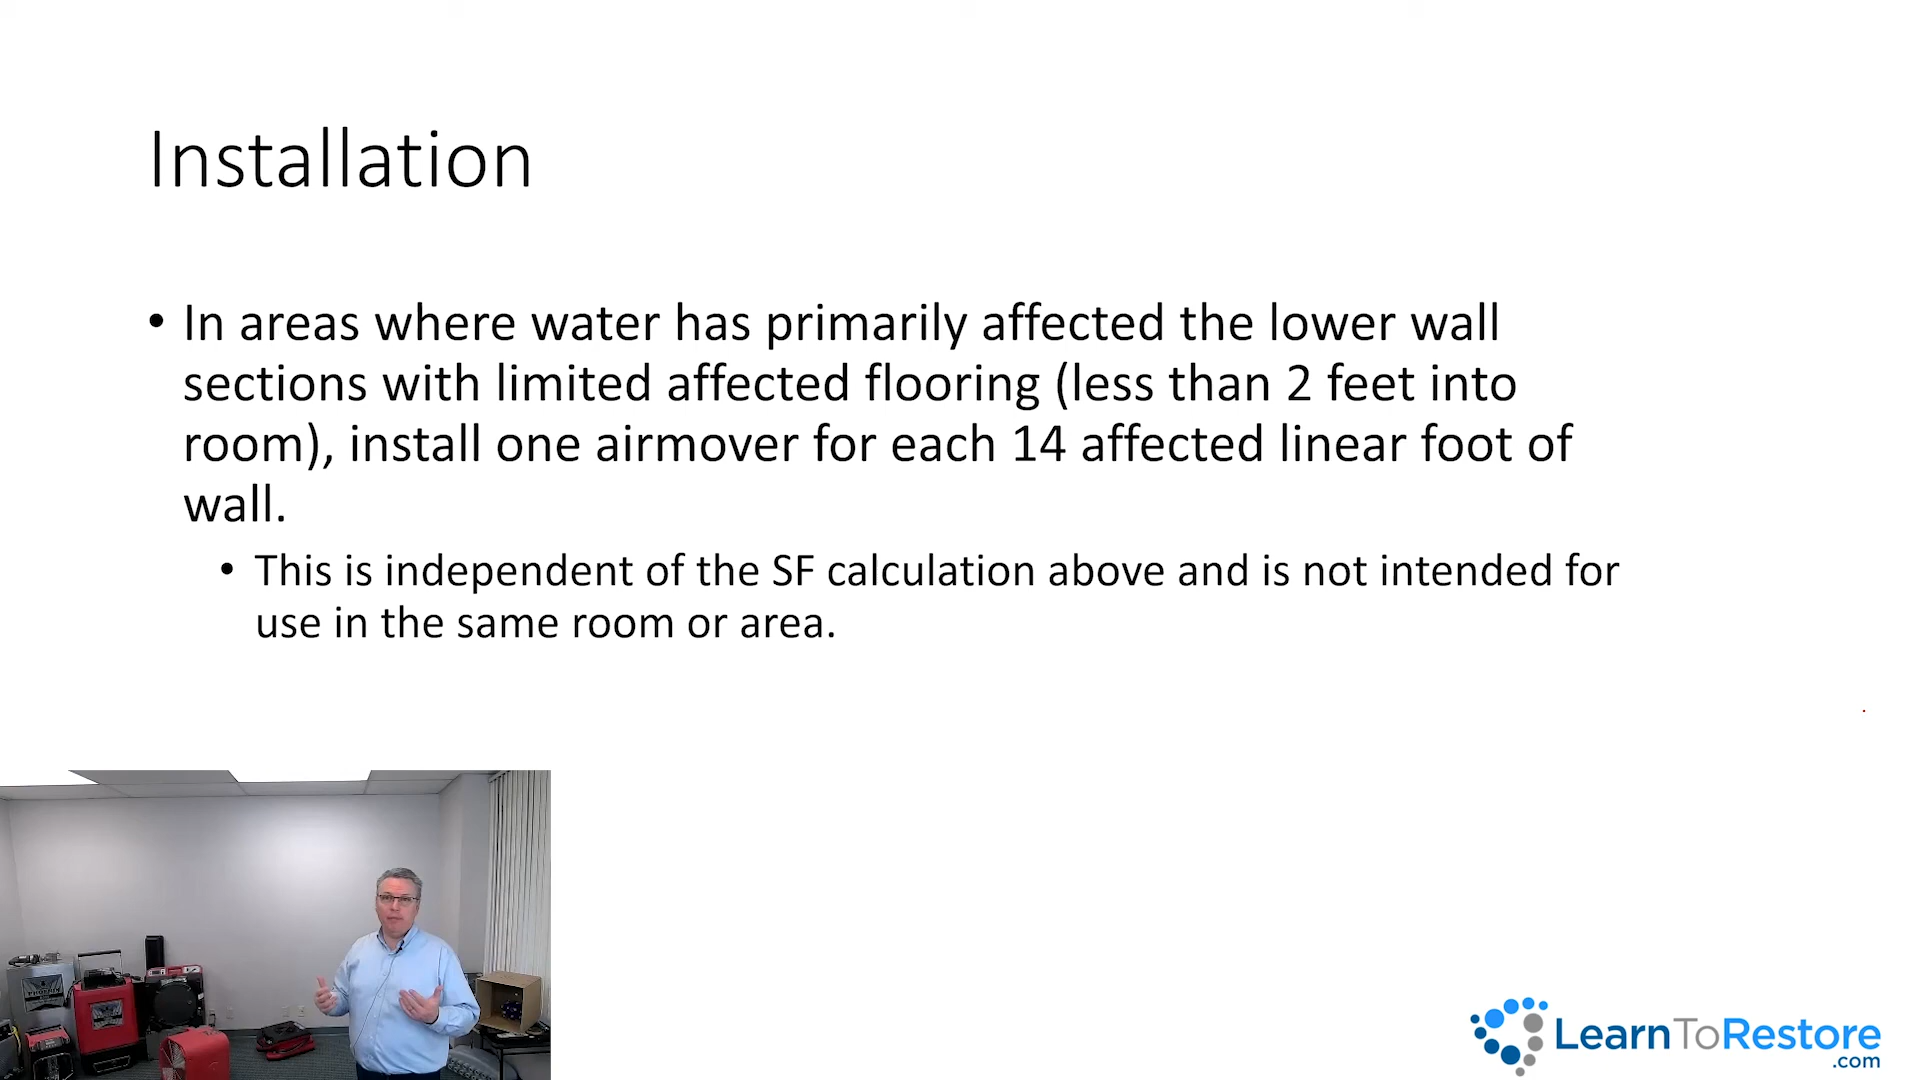 Installation
• In areas where water has primarily affected the lower wall
sections with limited affected flooring (less than 2 feet into
room), install one airmover for each 14 affected linear foot of
wall.
• This is independent of the SF calculation above and is not intended for
use in the same room or area.
PHOENIX
LearnToRestore
.com